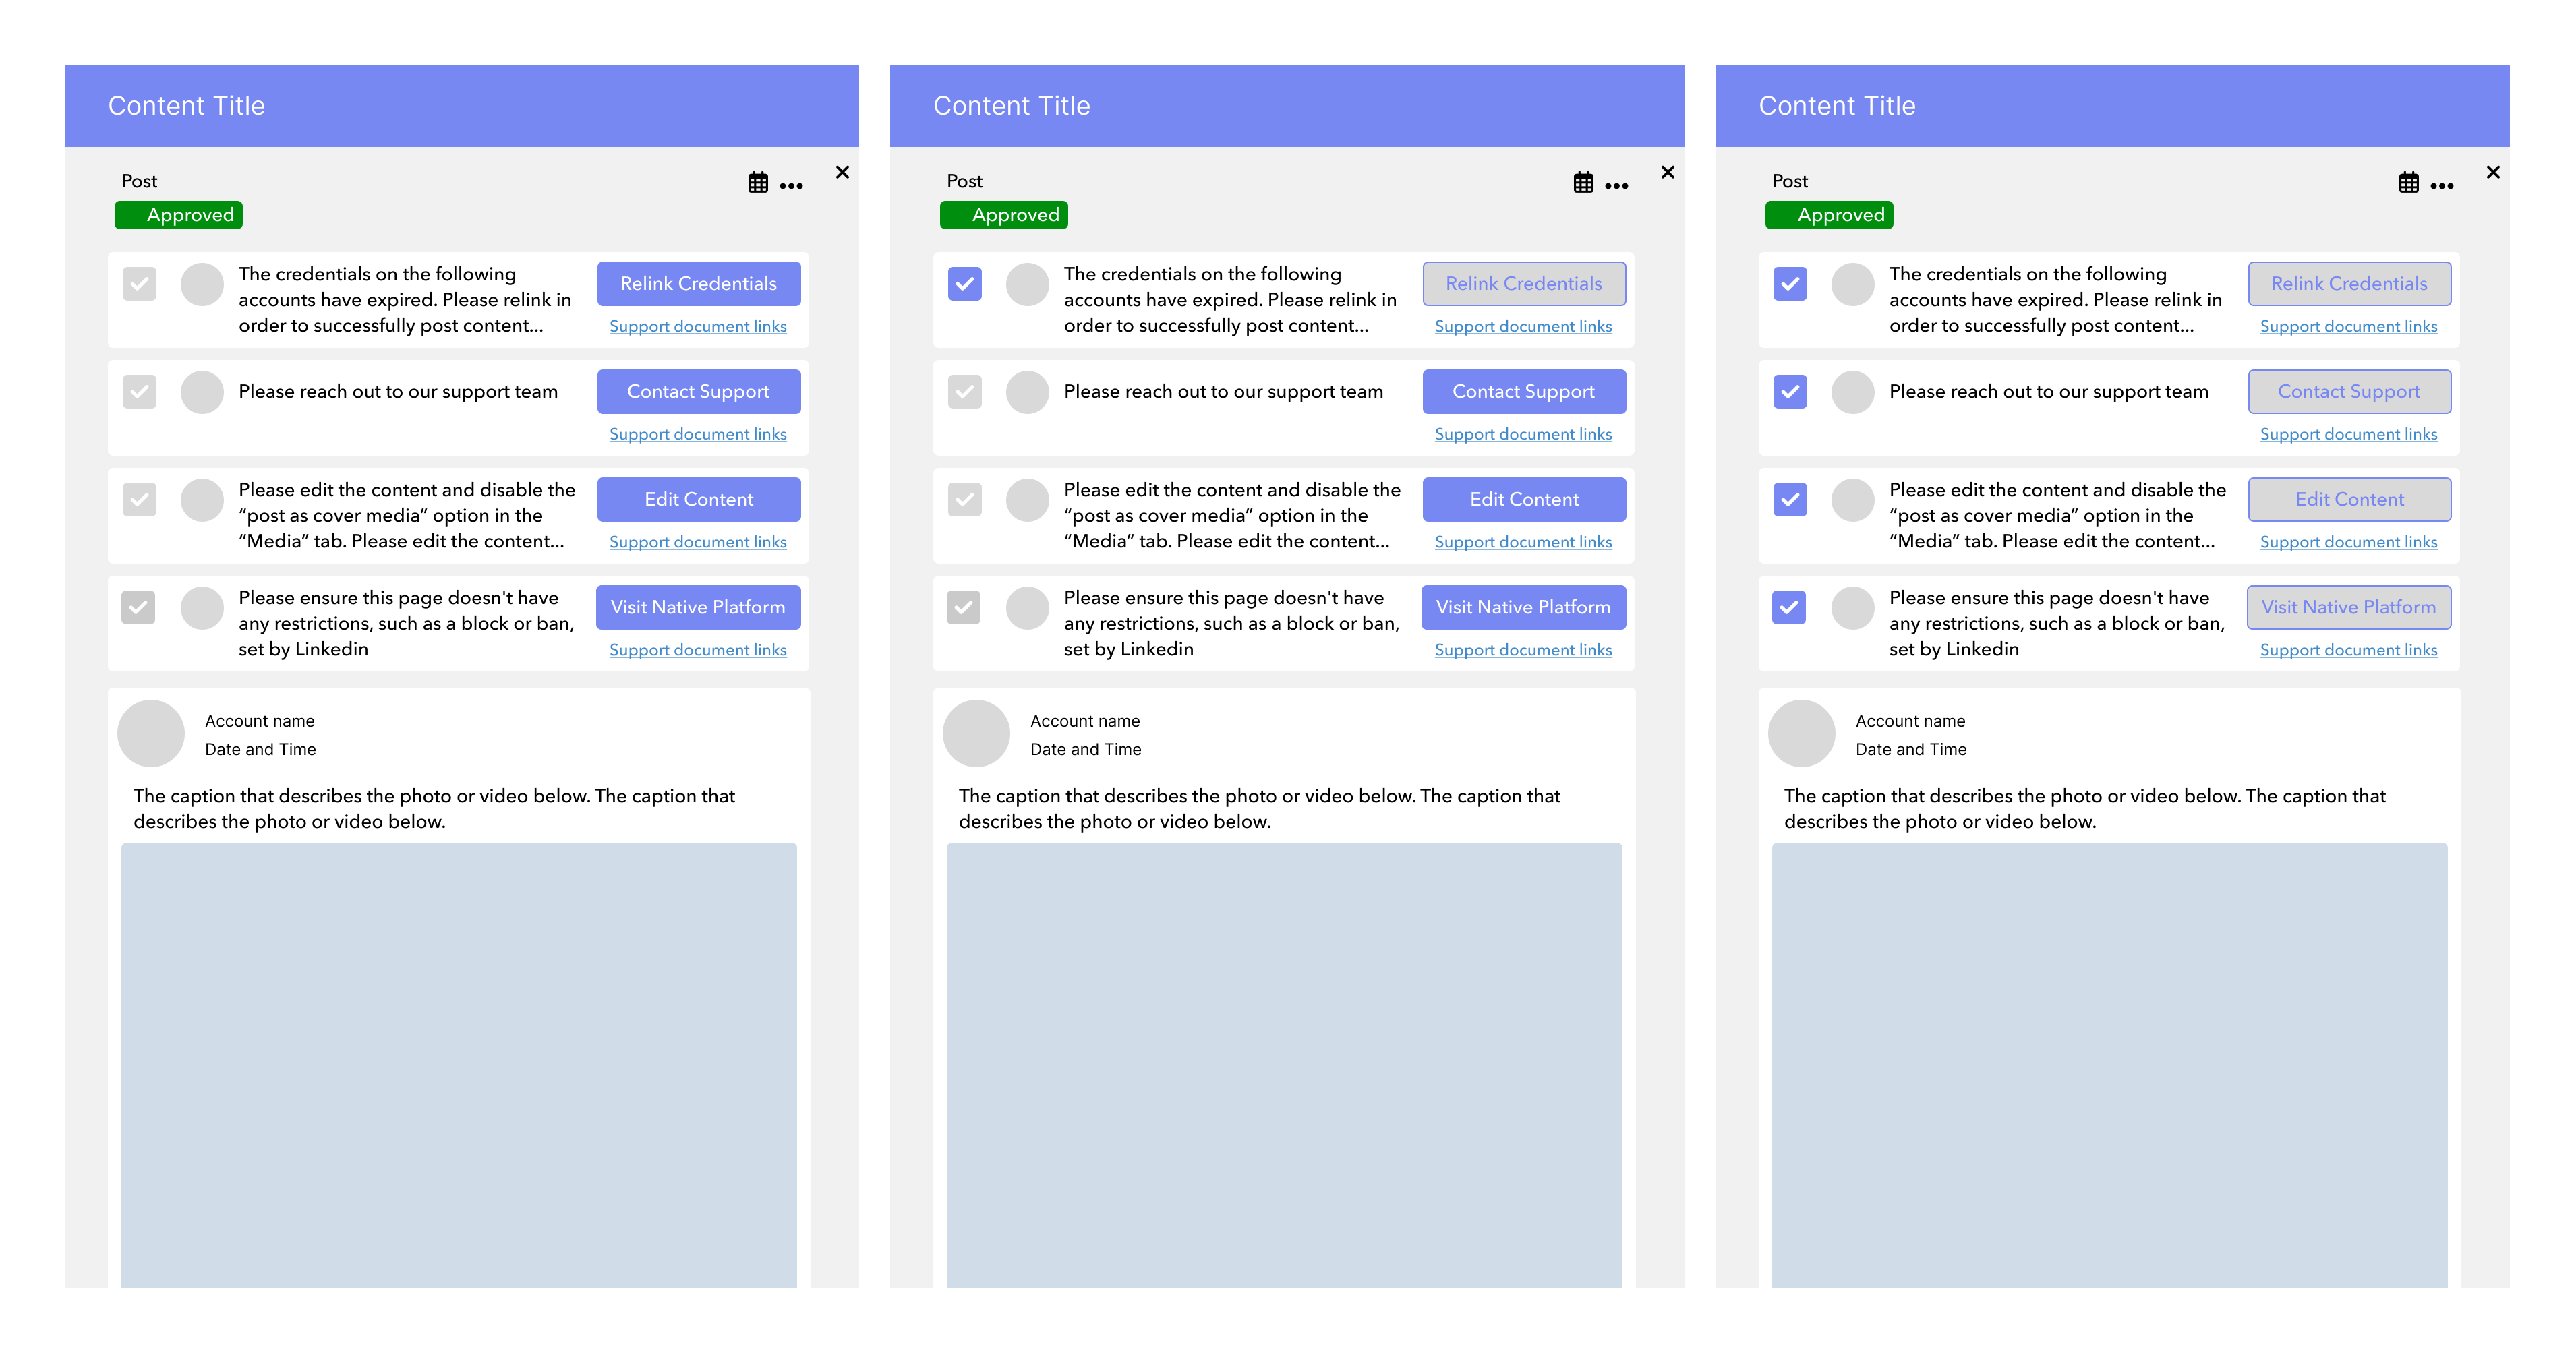 Content Title
Post
Approved
The credentials on the following
accounts have expired. Please relink in
order to successfully post content...
Relink Credentials
Support document links
Please reach out to our support team
Contact Support
Support document links
Please edit the content and disable the
“post as cover media” option in the
“Media” tab. Please edit the content...
Edit Content
Support document links
Please ensure this page doesn't have
any restrictions, such as a block or ban,
set by Linkedin
Visit Native Platform
Support document links
Account name
Date and Time
The caption that describes the photo or video below. The caption that
describes the photo or video below.
Content Title
Post
Approved
The credentials on the following
accounts have expired. Please relink in
order to successfully post content...
Relink Credentials
Support document links
Please reach out to our support team
Contact Support
Support document links
Please edit the content and disable the
“post as cover media” option in the
“Media” tab. Please edit the content...
Edit Content
Support document links
Please ensure this page doesn't have
any restrictions, such as a block or ban,
set by Linkedin
Visit Native Platform
Support document links
Account name
Date and Time
The caption that describes the photo or video below. The caption that
describes the photo or video below.
Content Title
Post
Approved
The credentials on the following
accounts have expired. Please relink in
order to successfully post content...
Relink Credentials
Support document links
Please reach out to our support team
Contact Support
Support document links
Please edit the content and disable the
“post as cover media” option in the
“Media” tab. Please edit the content...
Edit Content
Support document links
Please ensure this page doesn't have
any restrictions, such as a block or ban,
set by Linkedin
Visit Native Platform
Support document links
Account name
Date and Time
The caption that describes the photo or video below. The caption that
describes the photo or video below.